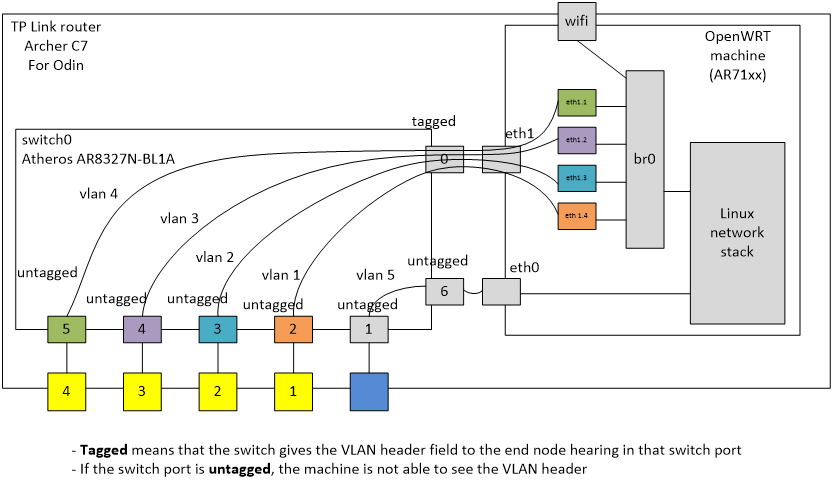 TP Link router
Archer C7
For Odin
wifi
OpenWRT
machine
(AR71xx)
switch0
Atheros AR8327N-BL1A
tagged
0
eth1
eth1.1
eth1.2
eth1.3
eth 1.4
br0
Linux
network
stack
vlan 4
vlan 3
vlan 2
vlan 1
vlan 5
untagged
6
eth0
untagged
untagged
untagged
untagged
untagged
5
4
3
2
1
4
3
2
1
- Tagged means that the switch gives the VLAN header field to the end node hearing in that switch port
- If the switch port is untagged, the machine is not able to see the VLAN header